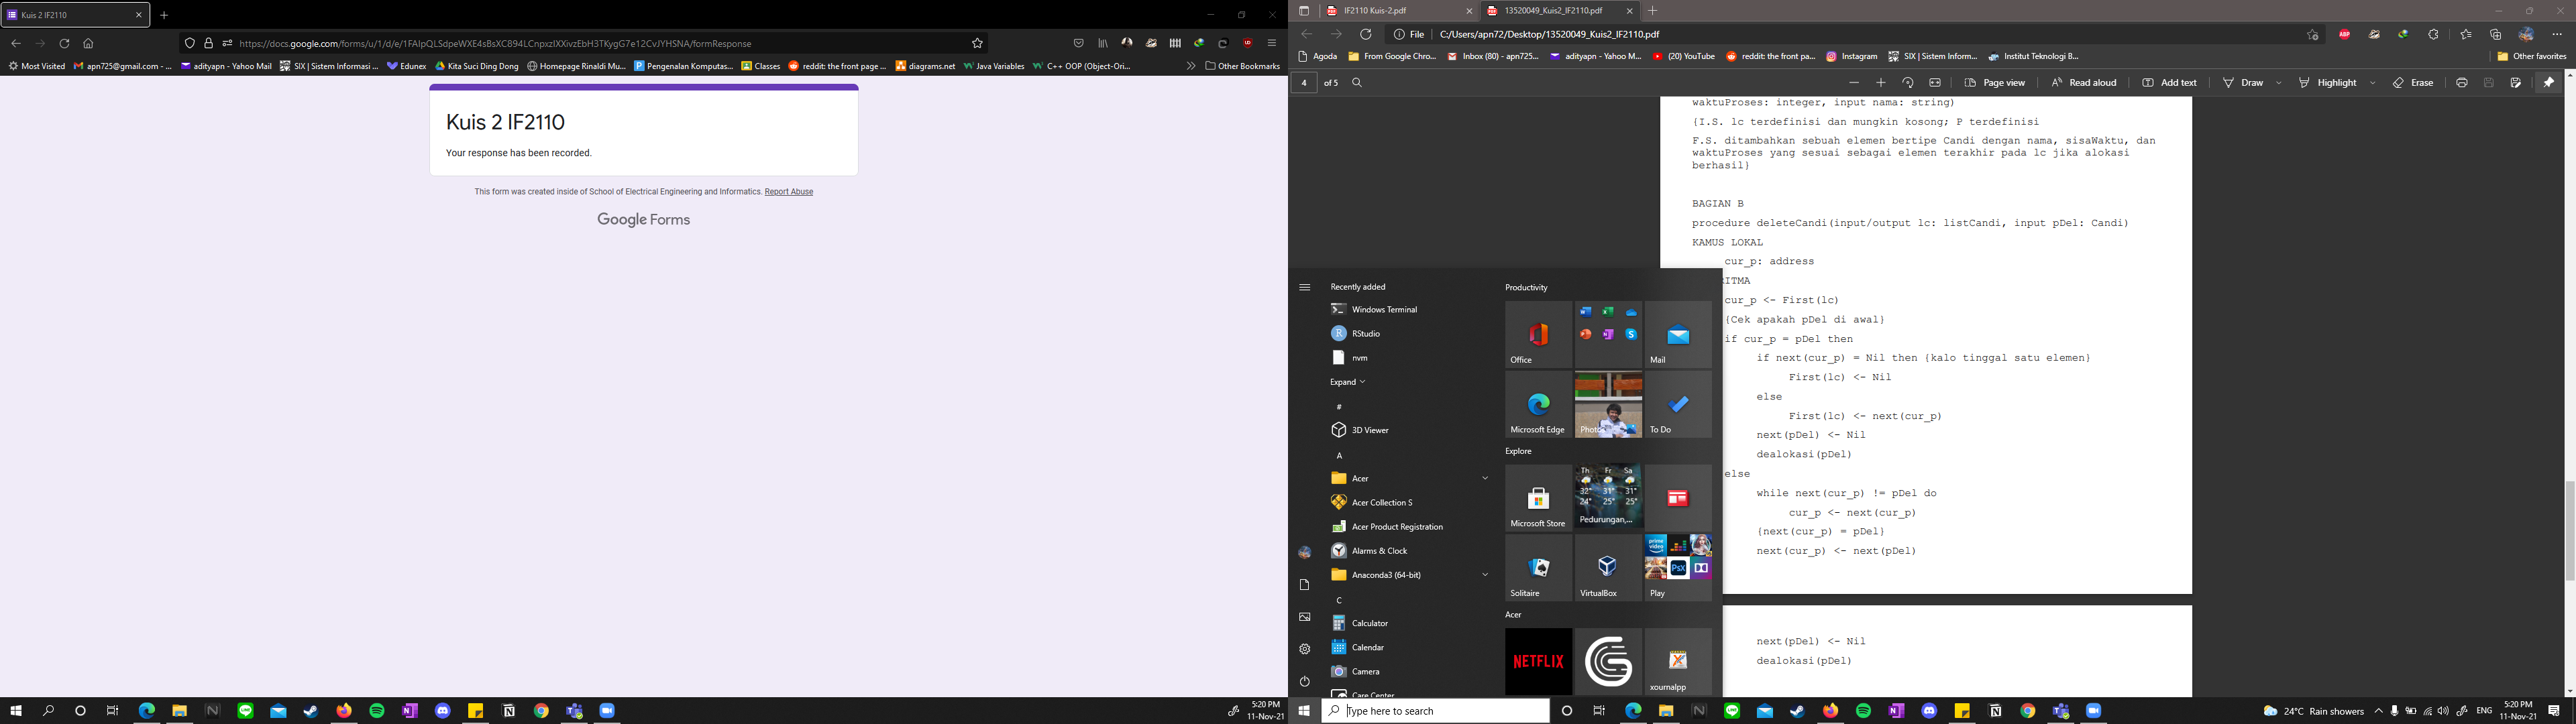 Kuis 2 IF2110
https://docs.google.com/forms/u/1/d/e/1FAIpQLSdpeWXE4sBsXC894LCnpxzIXXivzEbH3TKygG7e12CvJYHSNA/formResponse
Most Visited
apn725@gmail.com - ...
adityapn - Yahoo Mail
SIX | Sistem Informasi ...
Edunex
Kita Suci Ding Dong
Homepage Rinaldi Mu...
Pengenalan Komputas...
Classes
reddit: the front page ...
diagrams.net
Java Variables
C++ OOP (Object-Ori...
Other Bookmarks
Kuis 2 IF2110
Your response has been recorded.
This form was created inside of School of Electrical Engineering and Informatics. Report Abuse
Google Forms
5:20 PM
11-Nov-21
IF2110 Kuis-2.pdf
13520049_Kuis2_IF2110.pdf
File
C:/Users/apn72/Desktop/13520049_Kuis2_IF2110.pdf
Agoda
From Google Chro...
Inbox (80) - apn725...
adityapn - Yahoo M...
(20) YouTube
reddit: the front pa...
Instagram
SIX | Sistem Inform...
Institut Teknologi B...
Other favorites
4 of 5
Page view
Read aloud
Add text
Draw
Highlight
Erase
waktuProses: integer, input nama: string)
{I.S. lc terdefinisi dan mungkin kosong; P terdefinisi
F.S. ditambahkan sebuah elemen bertipe Candi dengan nama, sisaWaktu, dan
waktuProses yang sesuai sebagai elemen terakhir pada lc jika alokasi
berhasil}
BAGIAN B
procedure deleteCandi(input/output lc: listCandi, input pDel: Candi)
KAMUS LOKAL
cur_p: address
ITMA
cur_p <- First(lc)
{Cek apakah pDel di awal}
if cur_p = pDel then
if next(cur_p) = Nil then {kalo tinggal satu elemen}
First(lc) <- Nil
else
First(lc) <- next(cur_p)
next(pDel) <- Nil
dealokasi(pDel)
else
while next(cur_p) != pDel do
cur_p <- next(cur_p)
{next(cur_p) = pDel}
next(cur_p) <- next(pDel)
next(pDel) <- Nil
dealokasi(pDel)
Recently added
Windows Terminal
RStudio
nvm
Expand
#
3D Viewer
A
Acer
Acer Collection S
Acer Product Registration
Alarms & Clock
Anaconda3 (64-bit)
C
Calculator
Calendar
Camera
Care Center
Productivity
Office
Mail
Microsoft Edge
Photos
To Do
Explore
Microsoft Store
Th Fr Sa
32° 31° 31°
24° 25° 25°
Pedurungan,...
Solitaire
VirtualBox
prime video
Psx
Play
Acer
NETFLIX
xournalpp
Type here to search
24°C Rain showers
ENG
5:20 PM
11-Nov-21